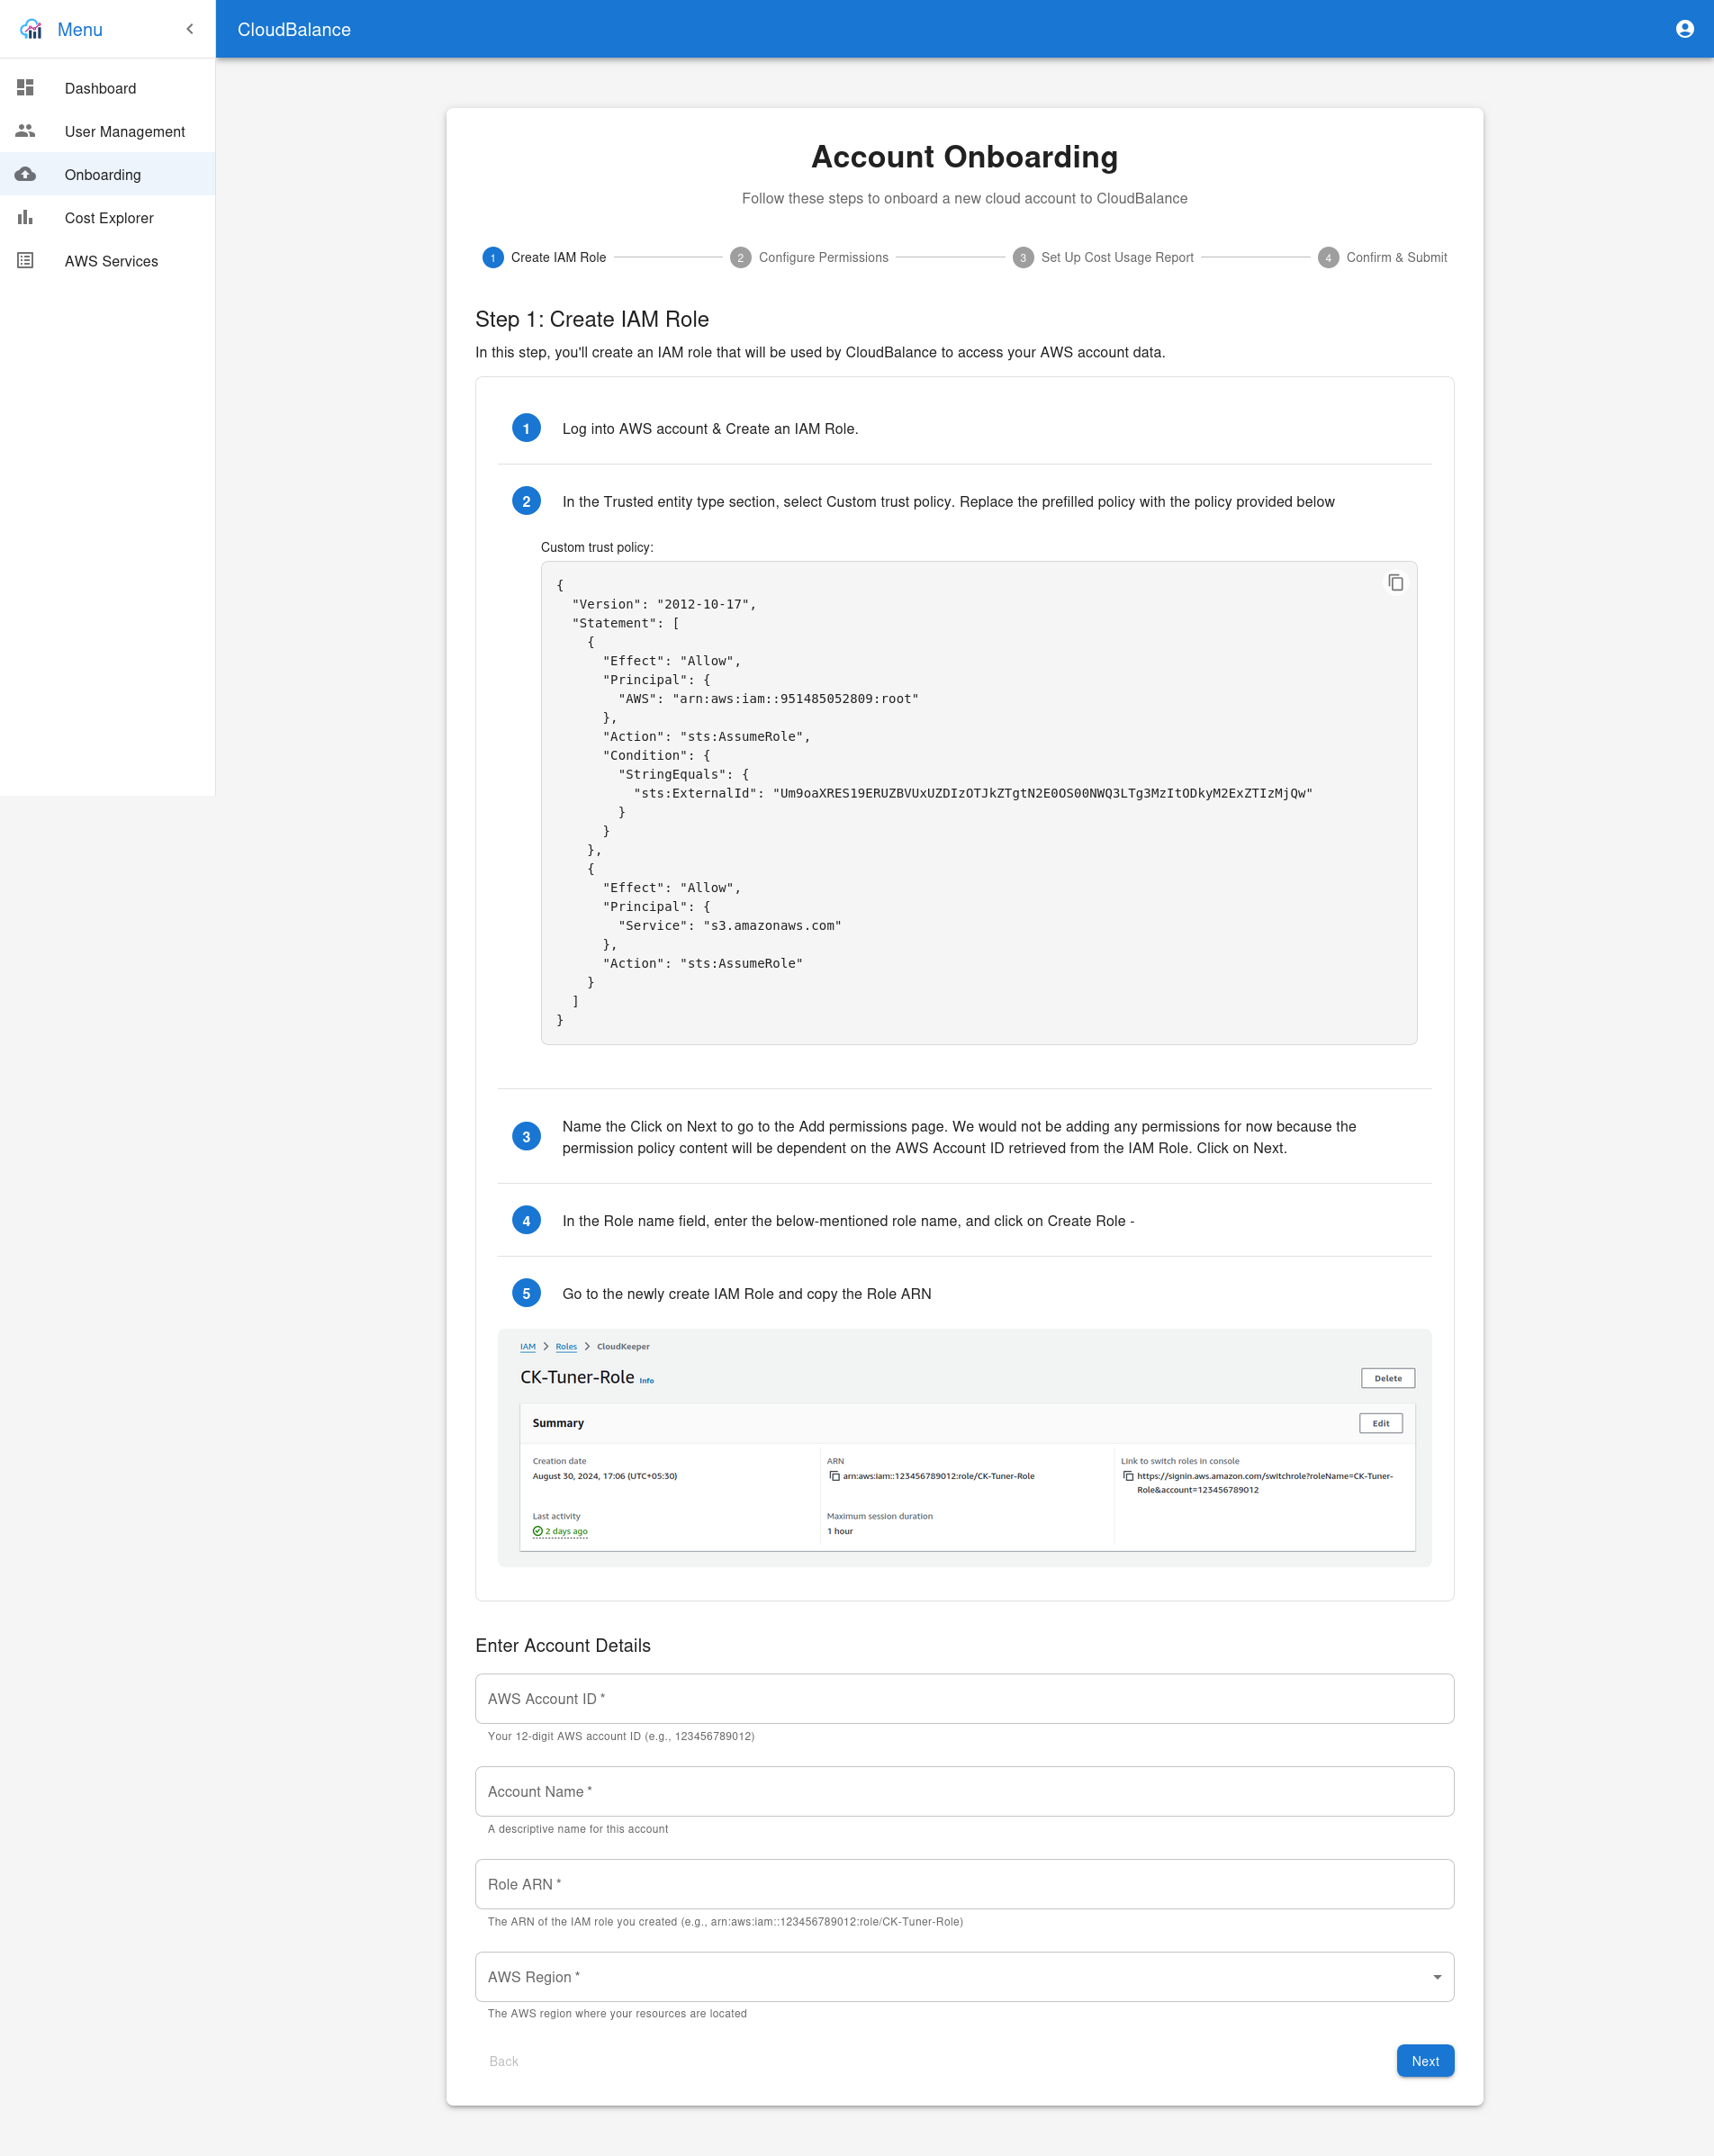 Menu
CloudBalance
Dashboard
User Management
Onboarding
Cost Explorer
AWS Services
Account Onboarding
Follow these steps to onboard a new cloud account to CloudBalance
1 Create IAM Role
2 Configure Permissions
3 Set Up Cost Usage Report
4 Confirm & Submit
Step 1: Create IAM Role
In this step, you'll create an IAM role that will be used by CloudBalance to access your AWS account data.
1 Log into AWS account & Create an IAM Role.
2 In the Trusted entity type section, select Custom trust policy. Replace the prefilled policy with the policy provided below
Custom trust policy:
{
  "Version": "2012-10-17",
  "Statement": [
    {
      "Effect": "Allow",
      "Principal": {
        "AWS": "arn:aws:iam::951485052809:root"
      },
      "Action": "sts:AssumeRole",
      "Condition": {
        "StringEquals": {
          "sts:ExternalId": "Um9oaXRES19ERUZBVUxUZDIzOTJkZTgtN2E0OS00NWQ3LTg3MzItODkyM2ExZTIzMjQw"
        }
      }
    },
    {
      "Effect": "Allow",
      "Principal": {
        "Service": "s3.amazonaws.com"
      },
      "Action": "sts:AssumeRole"
    }
  ]
}
3 Name the Click on Next to go to the Add permissions page. We would not be adding any permissions for now because the
permission policy content will be dependent on the AWS Account ID retrieved from the IAM Role. Click on Next.
4 In the Role name field, enter the below-mentioned role name, and click on Create Role -
5 Go to the newly create IAM Role and copy the Role ARN
IAM > Roles > CloudKeeper
CK-Tuner-Role Info
Delete
Summary
Edit
Creation date
August 30, 2024, 17:06 (UTC+05:30)
ARN
arn:aws:iam::123456789012:role/CK-Tuner-Role
Link to switch roles in console
https://signin.aws.amazon.com/switchrole?roleName=CK-Tuner-
Role&account=123456789012
Last activity
2 days ago
Maximum session duration
1 hour
Enter Account Details
AWS Account ID *
Your 12-digit AWS account ID (e.g., 123456789012)
Account Name *
A descriptive name for this account
Role ARN *
The ARN of the IAM role you created (e.g., arn:aws:iam::123456789012:role/CK-Tuner-Role)
AWS Region *
The AWS region where your resources are located
Back
Next